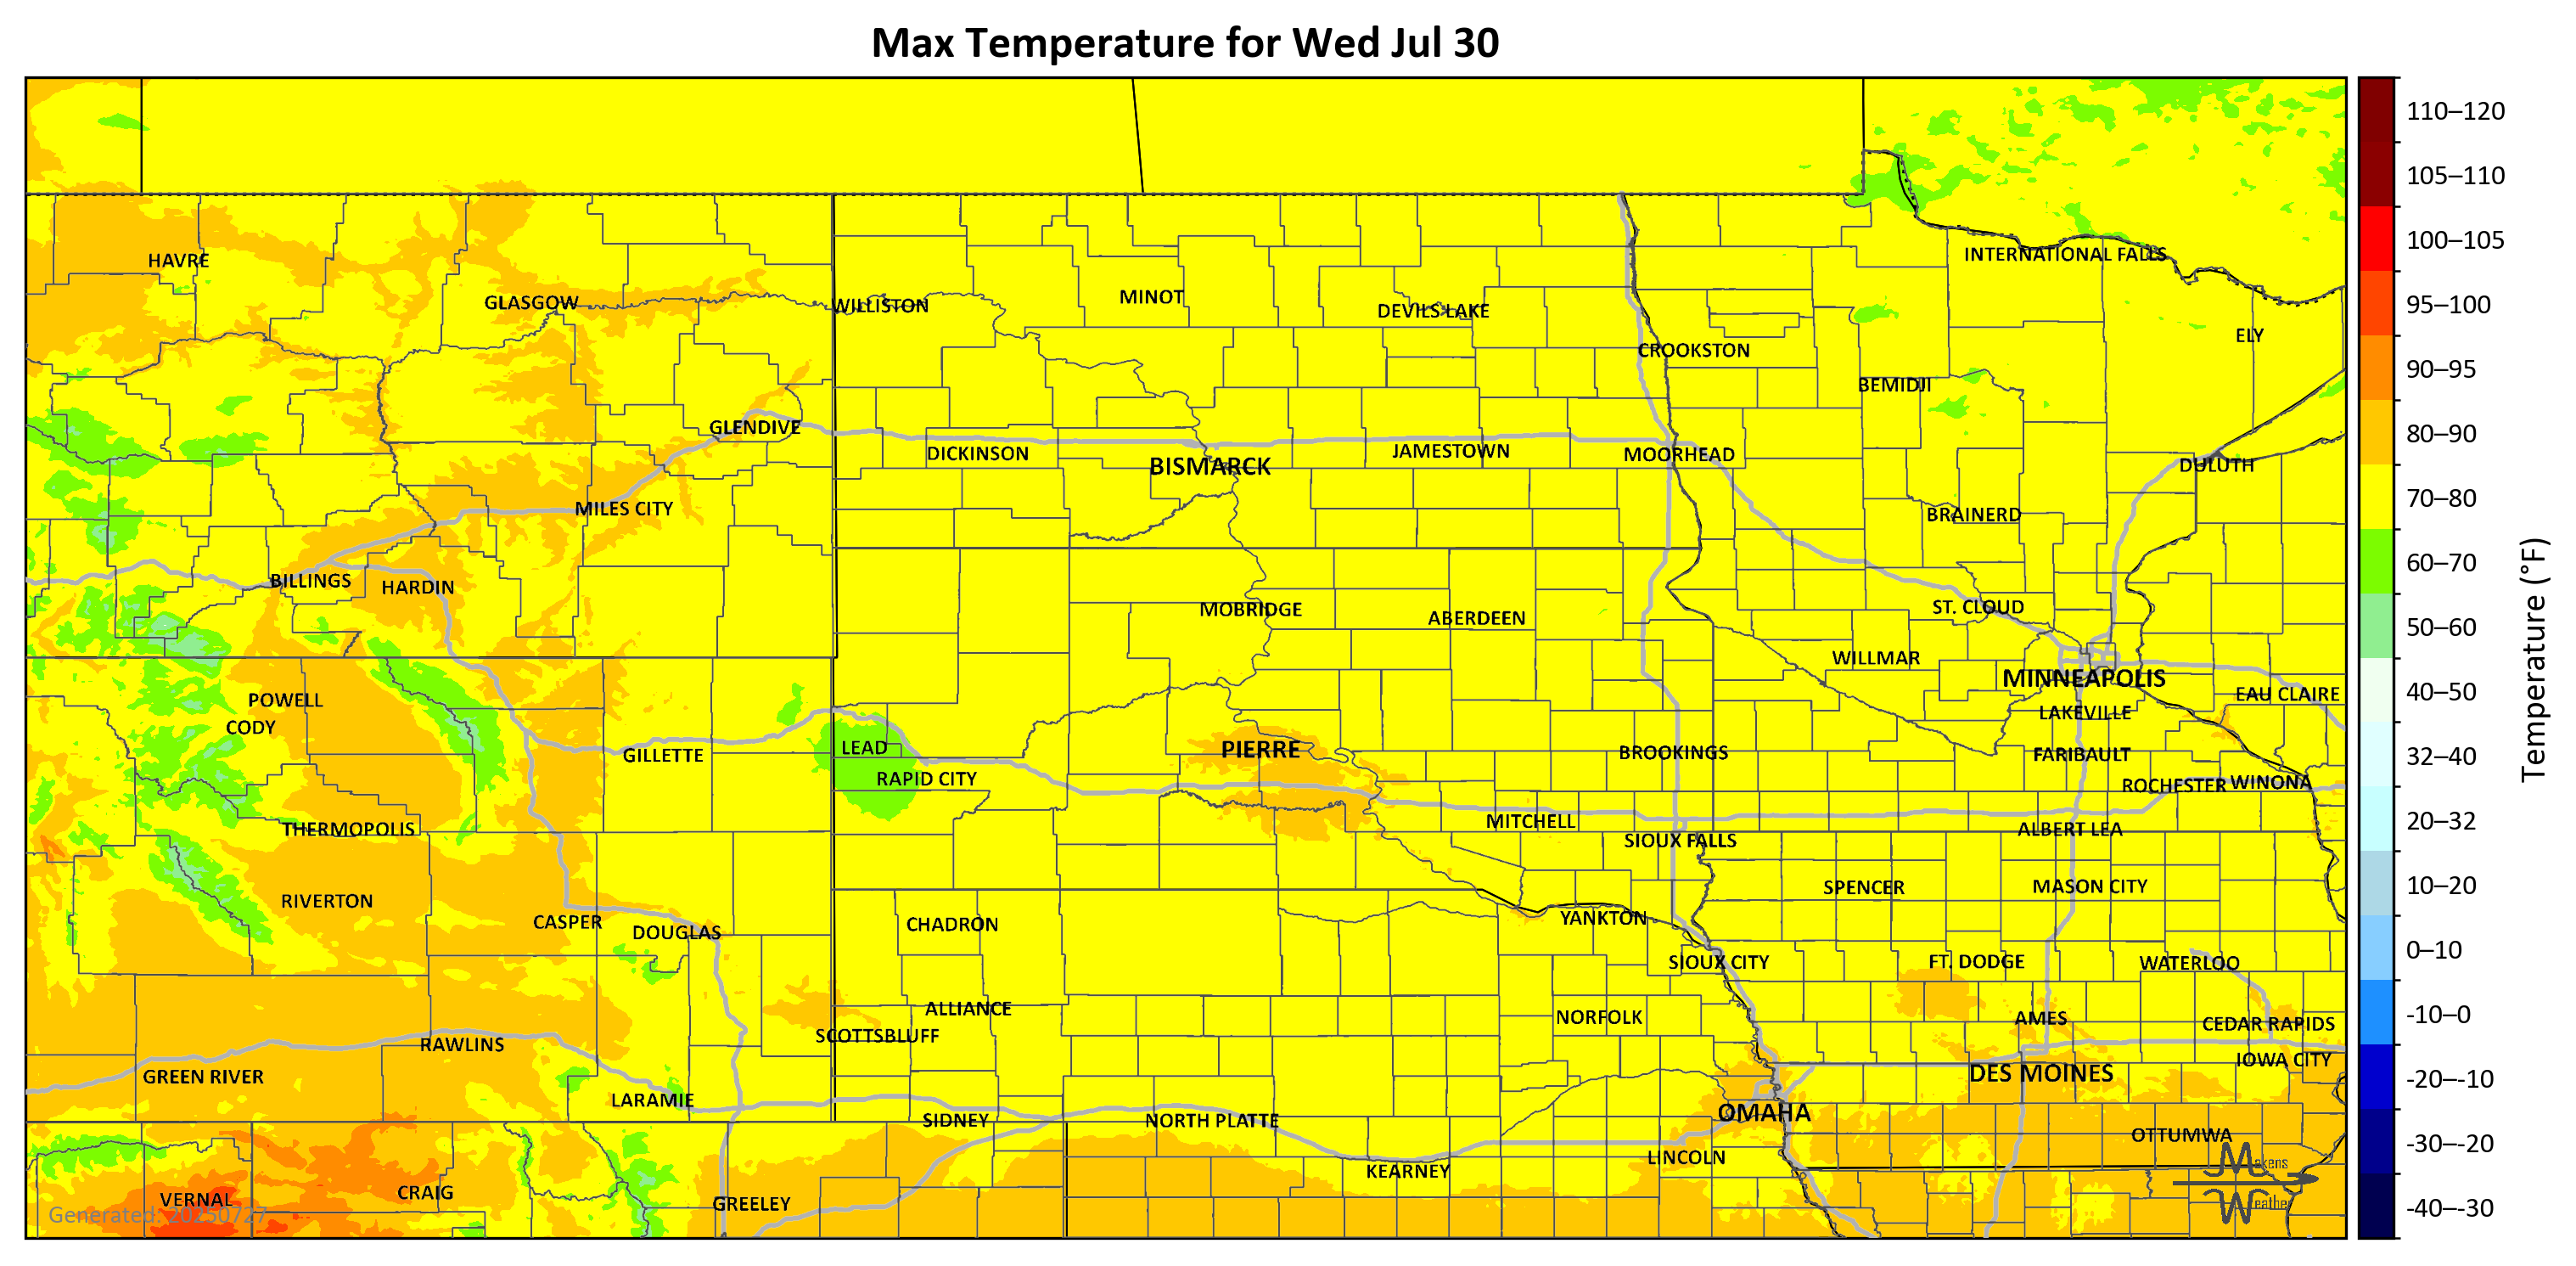 Max Temperature for Wed Jul 30
HAVRE
GLASGOW
WILLISTON
MINOT
DEVILS LAKE
CROOKSTON
INTERNATIONAL FALLS
ELY
BEMIDJI
GLENDIVE
DICKINSON
BISMARCK
JAMESTOWN
MOORHEAD
DULUTH
MILES CITY
BRAINERD
BILLINGS
HARDIN
MOBRIDGE
ABERDEEN
ST. CLOUD
WILLMAR
MINNEAPOLIS
EAU CLAIRE
POWELL
CODY
LAKEVILLE
GILLETTE
LEAD
PIERRE
BROOKINGS
FARIBAULT
RAPID CITY
ROCHESTER
WINONA
THERMOPOLIS
MITCHELL
SIOUX FALLS
ALBERT LEA
RIVERTON
SPENCER
MASON CITY
CASPER
DOUGLAS
CHADRON
YANKTON
SIOUX CITY
FT. DODGE
WATERLOO
ALLIANCE
NORFOLK
AMES
CEDAR RAPIDS
SCOTTSBLUFF
RAWLINS
IOWA CITY
GREEN RIVER
DES MOINES
LARAMIE
SIDNEY
NORTH PLATTE
OMAHA
OTTUMWA
LINCOLN
KEARNEY
VERNAL
CRAIG
GREELEY
Generated: 20250727
Makens
Weather
110–120
105–110
100–105
95–100
90–95
80–90
70–80
60–70
50–60
40–50
32–40
20–32
10–20
0–10
-10–0
-20–-10
-30–-20
-40–-30
Temperature (°F)